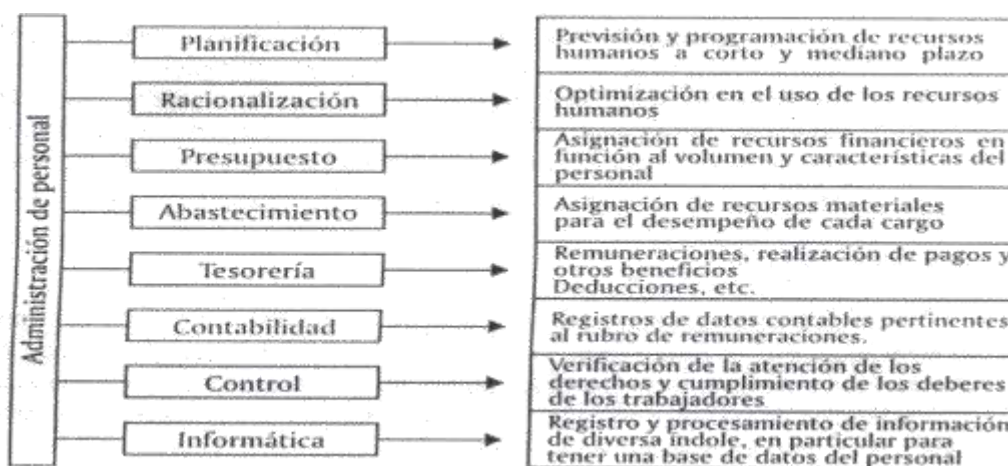 Administración de personal
Planificación
Previsión y programación de recursos
humanos a corto y mediano plazo
Racionalización
Optimización en el uso de los recursos
humanos
Presupuesto
Asignación de recursos financieros en
función al volumen y características del
personal
Abastecimiento
Asignación de recursos materiales
para el desempeño de cada cargo
Tesorería
Remuneraciones, realización de pagos y
otros beneficios
Deducciones, etc.
Contabilidad
Registros de datos contables pertinentes
al rubro de remuneraciones.
Control
Verificación de la atención de los
derechos y cumplimiento de los deberes
de los trabajadores
Informática
Registro y procesamiento de información
de diversa índole, en particular para
tener una base de datos del personal